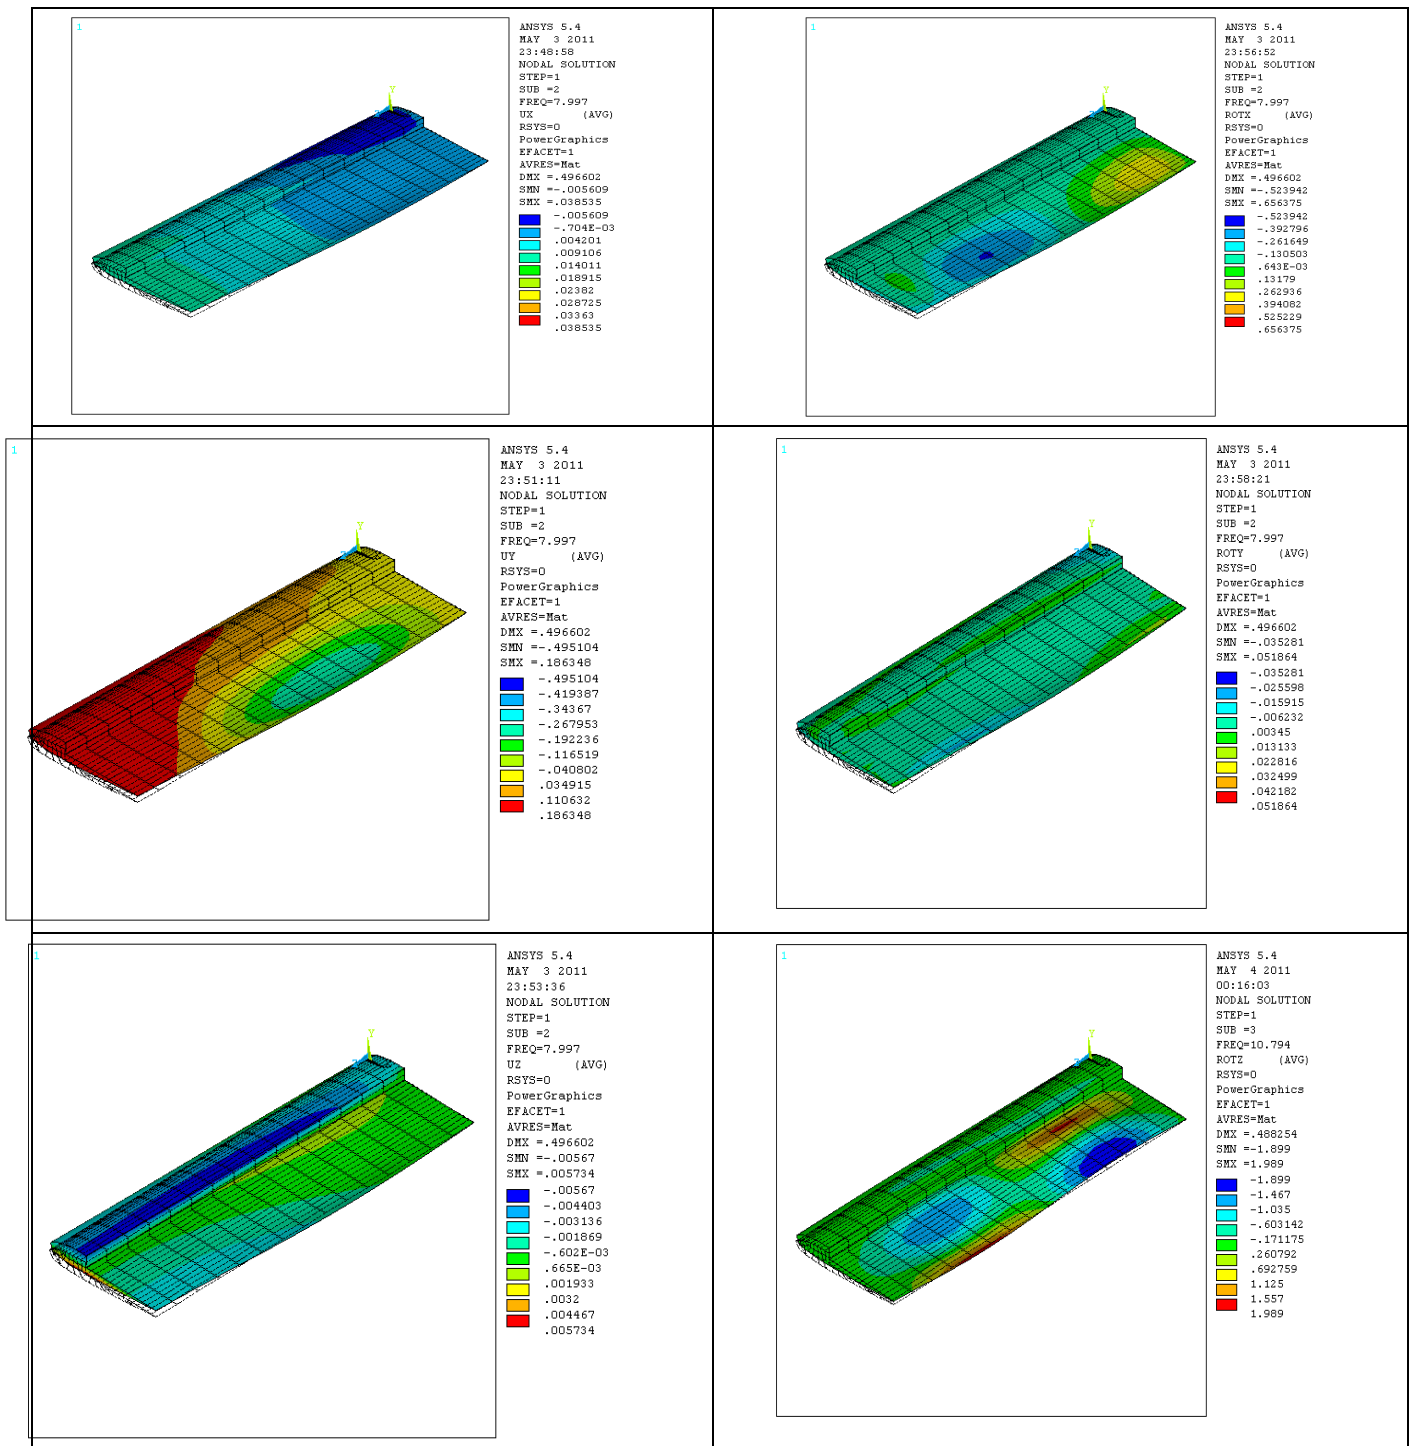 1
ANSYS 5.4
MAY  3 2011
23:48:58
NODAL SOLUTION
STEP=1
SUB =2
FREQ=7.997
UX       (AVG)
RSYS=0
PowerGraphics
EFACET=1
AVRES=Mat
DMX =.496602
SMN =-.005609
SMX =.038535
-.005609
-.704E-03
.004201
.009106
.014011
.018915
.02382
.028725
.03363
.038535
Y
Z
1
ANSYS 5.4
MAY  3 2011
23:56:52
NODAL SOLUTION
STEP=1
SUB =2
FREQ=7.997
ROTX     (AVG)
RSYS=0
PowerGraphics
EFACET=1
AVRES=Mat
DMX =.496602
SMN =-.523942
SMX =.656375
-.523942
-.392796
-.261649
-.130503
.643E-03
.13179
.262936
.394082
.525229
.656375
Y
Z
1
ANSYS 5.4
MAY  3 2011
23:51:11
NODAL SOLUTION
STEP=1
SUB =2
FREQ=7.997
UY       (AVG)
RSYS=0
PowerGraphics
EFACET=1
AVRES=Mat
DMX =.496602
SMN =-.495104
SMX =.186348
-.495104
-.419387
-.34367
-.267953
-.192236
-.116519
-.040802
.034915
.110632
.186348
Y
Z
1
ANSYS 5.4
MAY  3 2011
23:58:21
NODAL SOLUTION
STEP=1
SUB =2
FREQ=7.997
ROTY     (AVG)
RSYS=0
PowerGraphics
EFACET=1
AVRES=Mat
DMX =.496602
SMN =-.035281
SMX =.051864
-.035281
-.025598
-.015915
-.006232
.00345
.013133
.022816
.032499
.042182
.051864
Y
Z
1
ANSYS 5.4
MAY  3 2011
23:53:36
NODAL SOLUTION
STEP=1
SUB =2
FREQ=7.997
UZ       (AVG)
RSYS=0
PowerGraphics
EFACET=1
AVRES=Mat
DMX =.496602
SMN =-.00567
SMX =.005734
-.00567
-.004403
-.003136
-.001869
-.602E-03
.665E-03
.001933
.0032
.004467
.005734
Y
Z
1
ANSYS 5.4
MAY  4 2011
00:16:03
NODAL SOLUTION
STEP=1
SUB =3
FREQ=10.794
ROTZ     (AVG)
RSYS=0
PowerGraphics
EFACET=1
AVRES=Mat
DMX =.488254
SMN =-1.899
SMX =1.989
-1.899
-1.467
-1.035
-.603142
-.171175
.260792
.692759
1.125
1.557
1.989
Y
Z